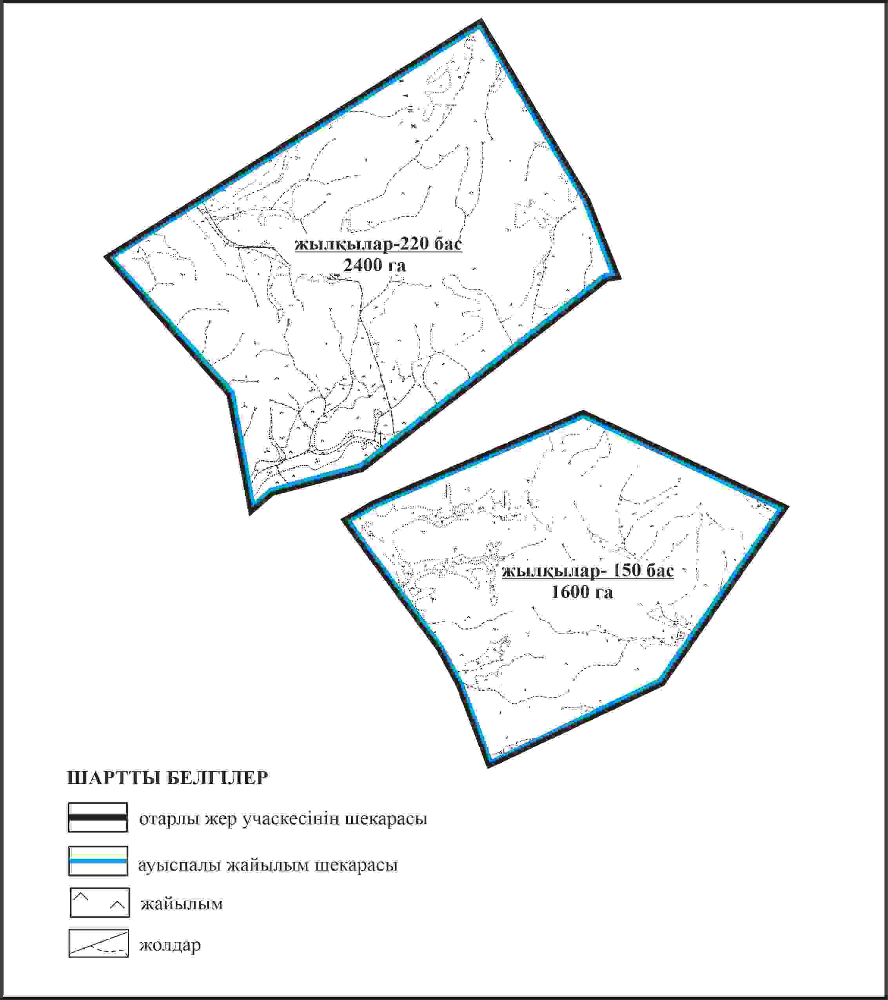 жылқылар-220 бас
2400 га
жылқылар- 150 бас
1600 га
ШАРТТЫ БЕЛГІЛЕР
отарлы жер учаскесінің шекарасы
ауыспалы жайылым шекарасы
жайылым
жолдар